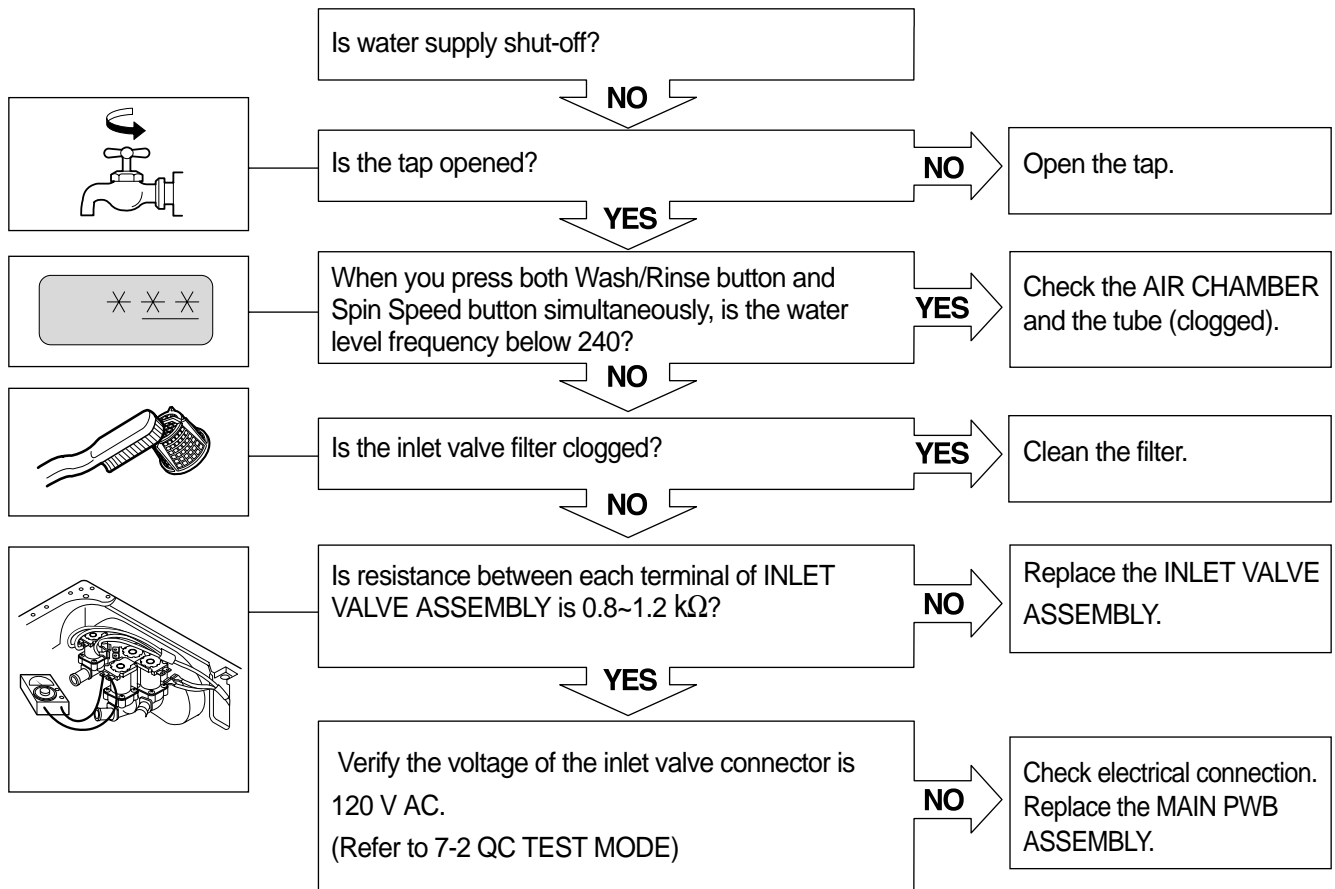 Is water supply shut-off?
NO
Is the tap opened?
NO
Open the tap.
YES
When you press both Wash/Rinse button and
Spin Speed button simultaneously, is the water
level frequency below 240?
YES
Check the AIR CHAMBER
and the tube (clogged).
NO
Is the inlet valve filter clogged?
YES
Clean the filter.
NO
Is resistance between each terminal of INLET
VALVE ASSEMBLY is 0.8~1.2 kΩ?
NO
Replace the INLET VALVE
ASSEMBLY.
YES
Verify the voltage of the inlet valve connector is
120 V AC.
(Refer to 7-2 QC TEST MODE)
NO
Check electrical connection.
Replace the MAIN PWB
ASSEMBLY.